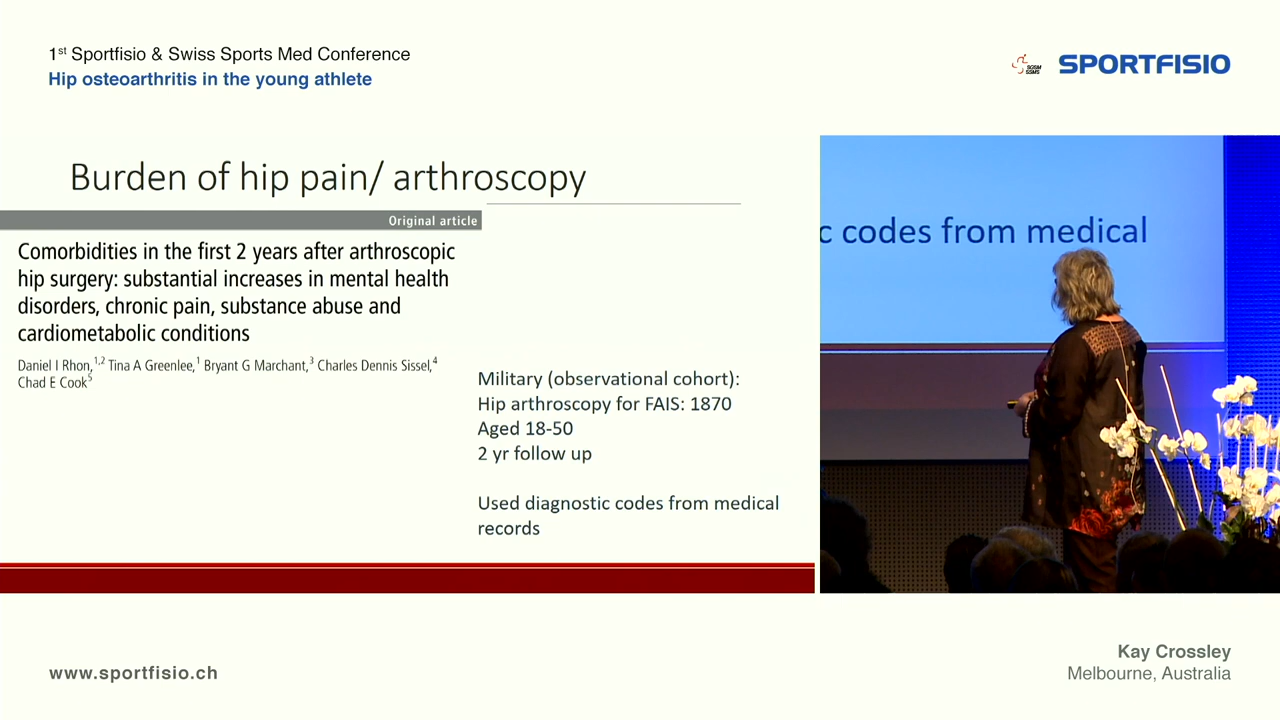 1st Sportfisio & Swiss Sports Med Conference
Hip osteoarthritis in the young athlete
SGSM
SSMS
SPORTFISIO
Burden of hip pain/ arthroscopy
Original article
Comorbidities in the first 2 years after arthroscopic
hip surgery: substantial increases in mental health
disorders, chronic pain, substance abuse and
cardiometabolic conditions
Daniel I Rhon,1,2 Tina A Greenlee,1 Bryant G Marchant,3 Charles Dennis Sissel,4
Chad E Cook5
Military (observational cohort):
Hip arthroscopy for FAIS: 1870
Aged 18-50
2 yr follow up
Used diagnostic codes from medical
records
c codes from medical
www.sportfisio.ch
Kay Crossley
Melbourne, Australia